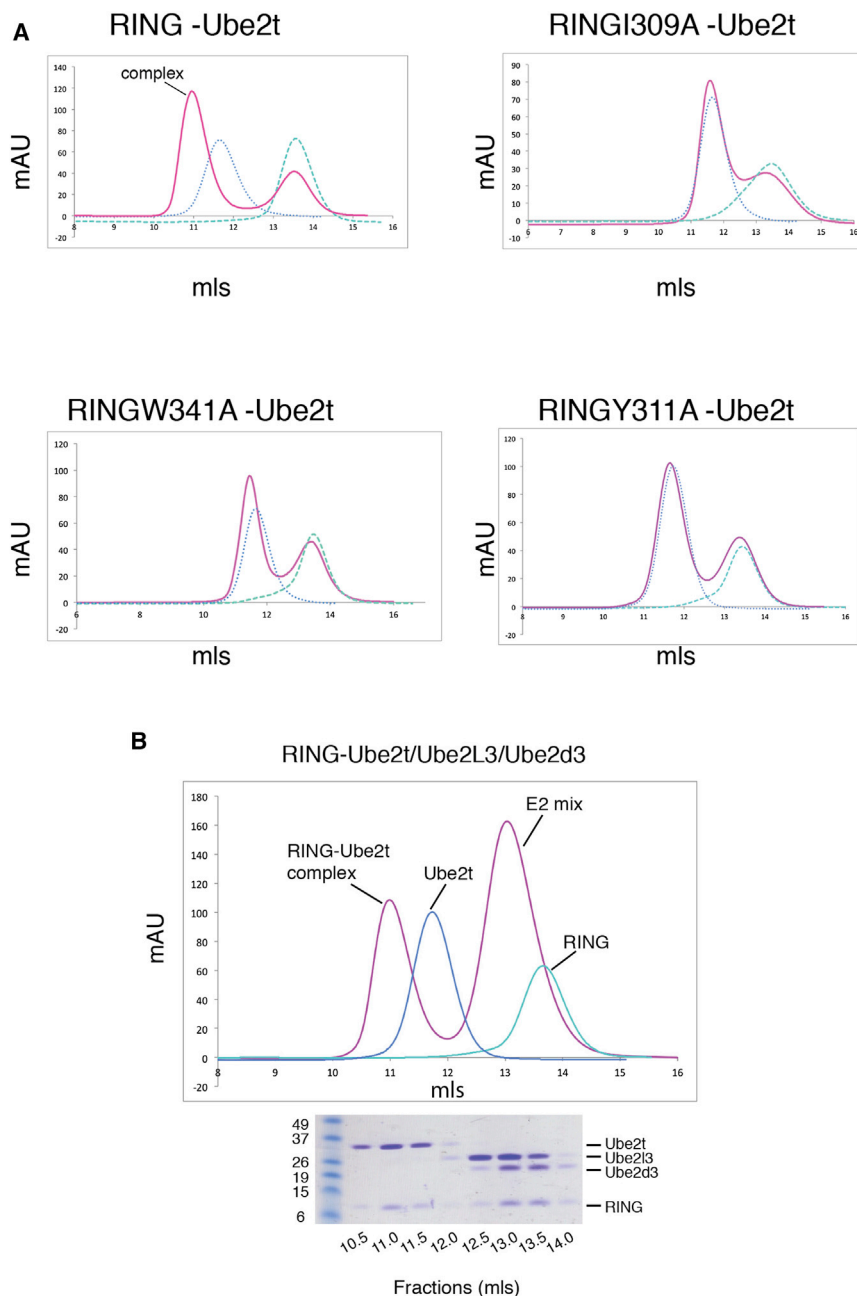 A
RING -Ube2t
complex
140
120
100
80
60
40
20
0
-20
8 9 10 11 12 13 14 15 16
mAU
mls
RINGI309A -Ube2t
90
80
70
60
50
40
30
20
10
0
-10
6 7 8 9 10 11 12 13 14 15 16
mAU
mls
RINGW341A -Ube2t
120
100
80
60
40
20
0
-20
6 8 10 12 14 16
mAU
mls
RINGY311A -Ube2t
120
100
80
60
40
20
0
-20
8 9 10 11 12 13 14 15 16
mAU
mls
B
RING-Ube2t/Ube2L3/Ube2d3
180
160
140
120
100
80
60
40
20
0
-20
8 9 10 11 12 13 14 15 16
mAU
mls
RING-Ube2t
complex
Ube2t
E2 mix
RING
49
37
26
19
15
6
Ube2t
Ube2l3
Ube2d3
RING
10.5 11.0 11.5 12.0 12.5 13.0 13.5 14.0
Fractions (mls)